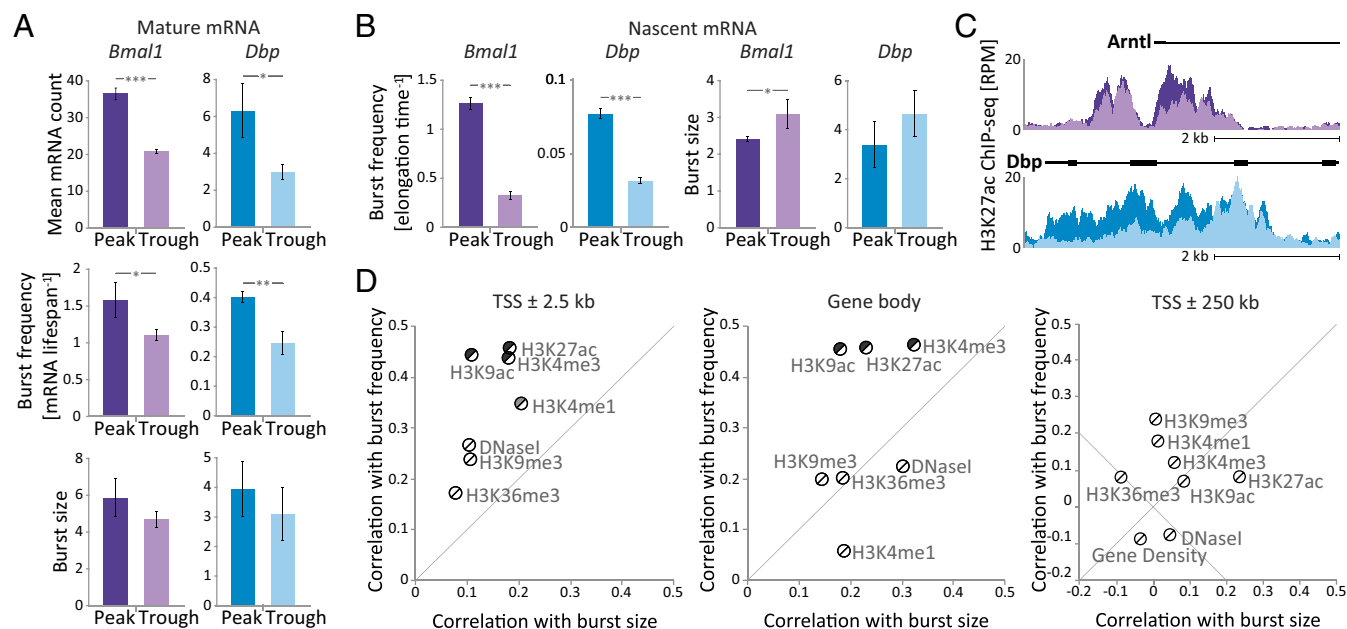 A
Mature mRNA
Bmal1
Dbp
Mean mRNA count
40
30
20
10
0
***
Peak Trough
8
6
4
2
0
*
Peak Trough
Burst frequency
[mRNA lifespan-1]
2
1.5
1
0.5
0
*
Peak Trough
0.5
0.4
0.3
0.2
0.1
0
**
Peak Trough
Burst size
8
6
4
2
0
Peak Trough
5
4
3
2
1
0
Peak Trough
B
Nascent mRNA
Bmal1
Dbp
Bmal1
Dbp
Burst frequency
[elongation time-1]
1.5
1
0.5
0
***
Peak Trough
0.1
0.05
0
***
Peak Trough
Burst size
4
3
2
1
0
*
Peak Trough
6
4
2
0
Peak Trough
C
H3K27ac ChIP-seq [RPM]
Arntl
20
0
2 kb
Dbp
20
0
2 kb
D
TSS ± 2.5 kb
Correlation with burst frequency
0.5
0.4
0.3
0.2
0.1
0
H3K27ac
H3K9ac
H3K4me3
H3K4me1
DNaseI
H3K9me3
H3K36me3
0 0.1 0.2 0.3 0.4 0.5
Correlation with burst size
Gene body
Correlation with burst frequency
0.5
0.4
0.3
0.2
0.1
0
H3K4me3
H3K9ac
H3K27ac
H3K9me3
DNaseI
H3K36me3
H3K4me1
0 0.1 0.2 0.3 0.4 0.5
Correlation with burst size
TSS ± 250 kb
Correlation with burst frequency
0.5
0.4
0.3
0.2
0.1
0
-0.1
-0.2
H3K9me3
H3K4me1
H3K4me3
H3K27ac
H3K36me3
H3K9ac
DNaseI
Gene Density
-0.2 -0.1 0 0.1 0.2 0.3 0.4 0.5
Correlation with burst size